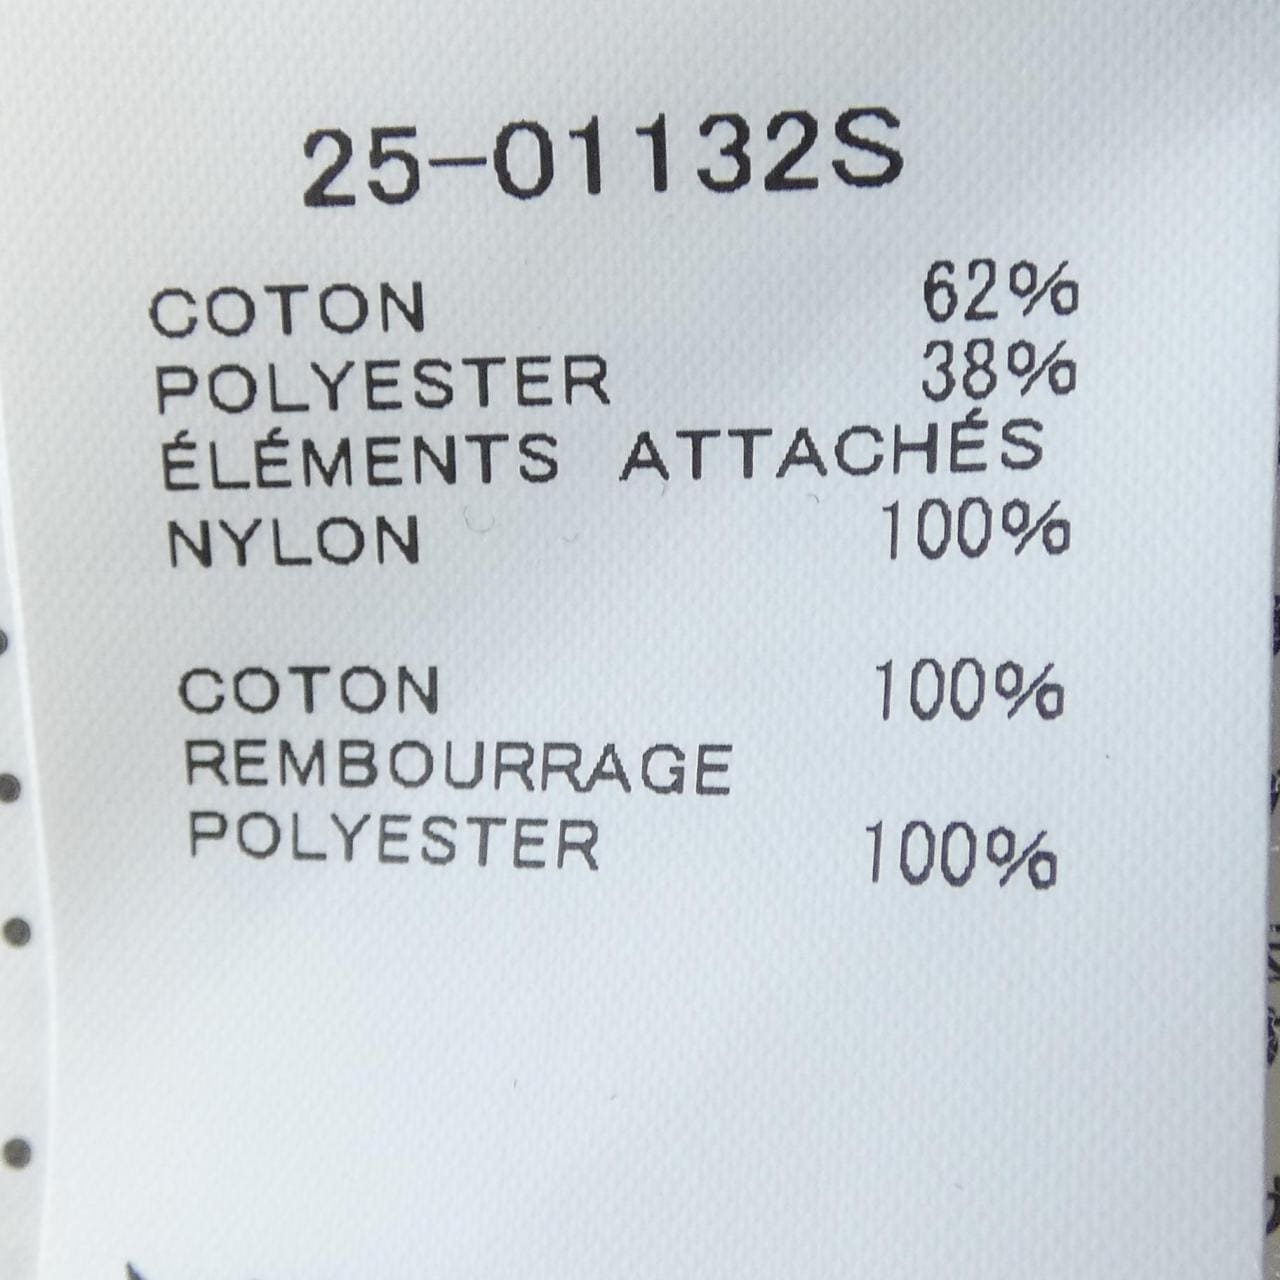 25-01132S
COTON 62%
POLYESTER 38%
ÉLÉMENTS ATTACHÉS
NYLON 100%
COTON 100%
REMBOURRAGE
POLYESTER 100%